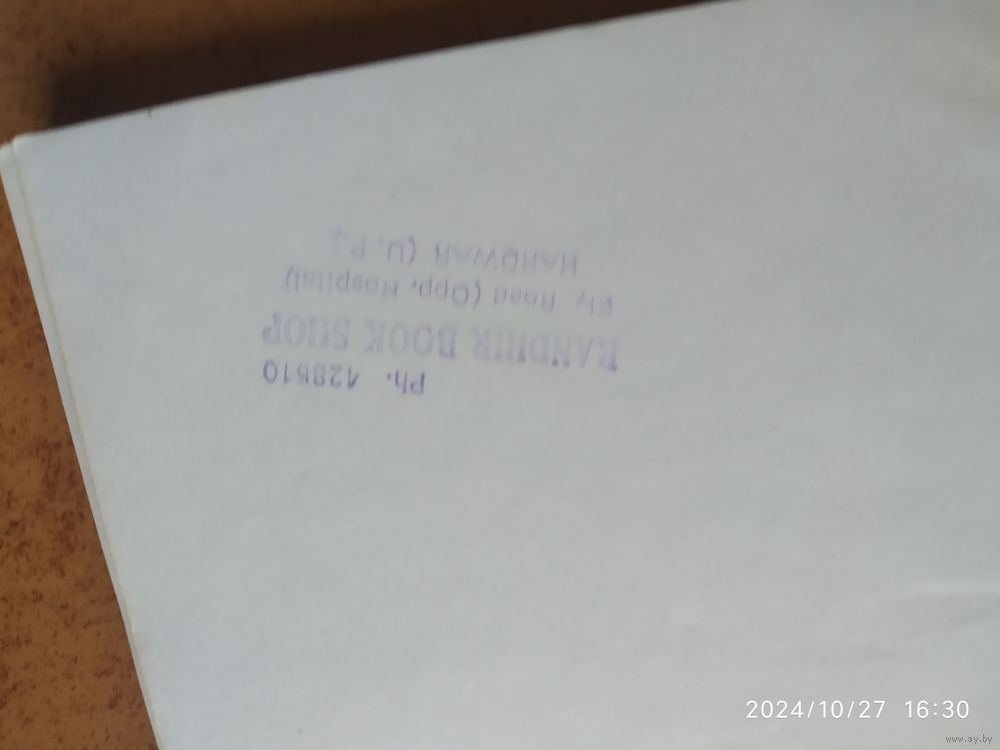 Ph. 428510
RANDHIR BOOK SHOP
Rly. Road (Opp. Hospital)
HARDWAR (U. P.)
2024/10/27 16:30
www.ay.by